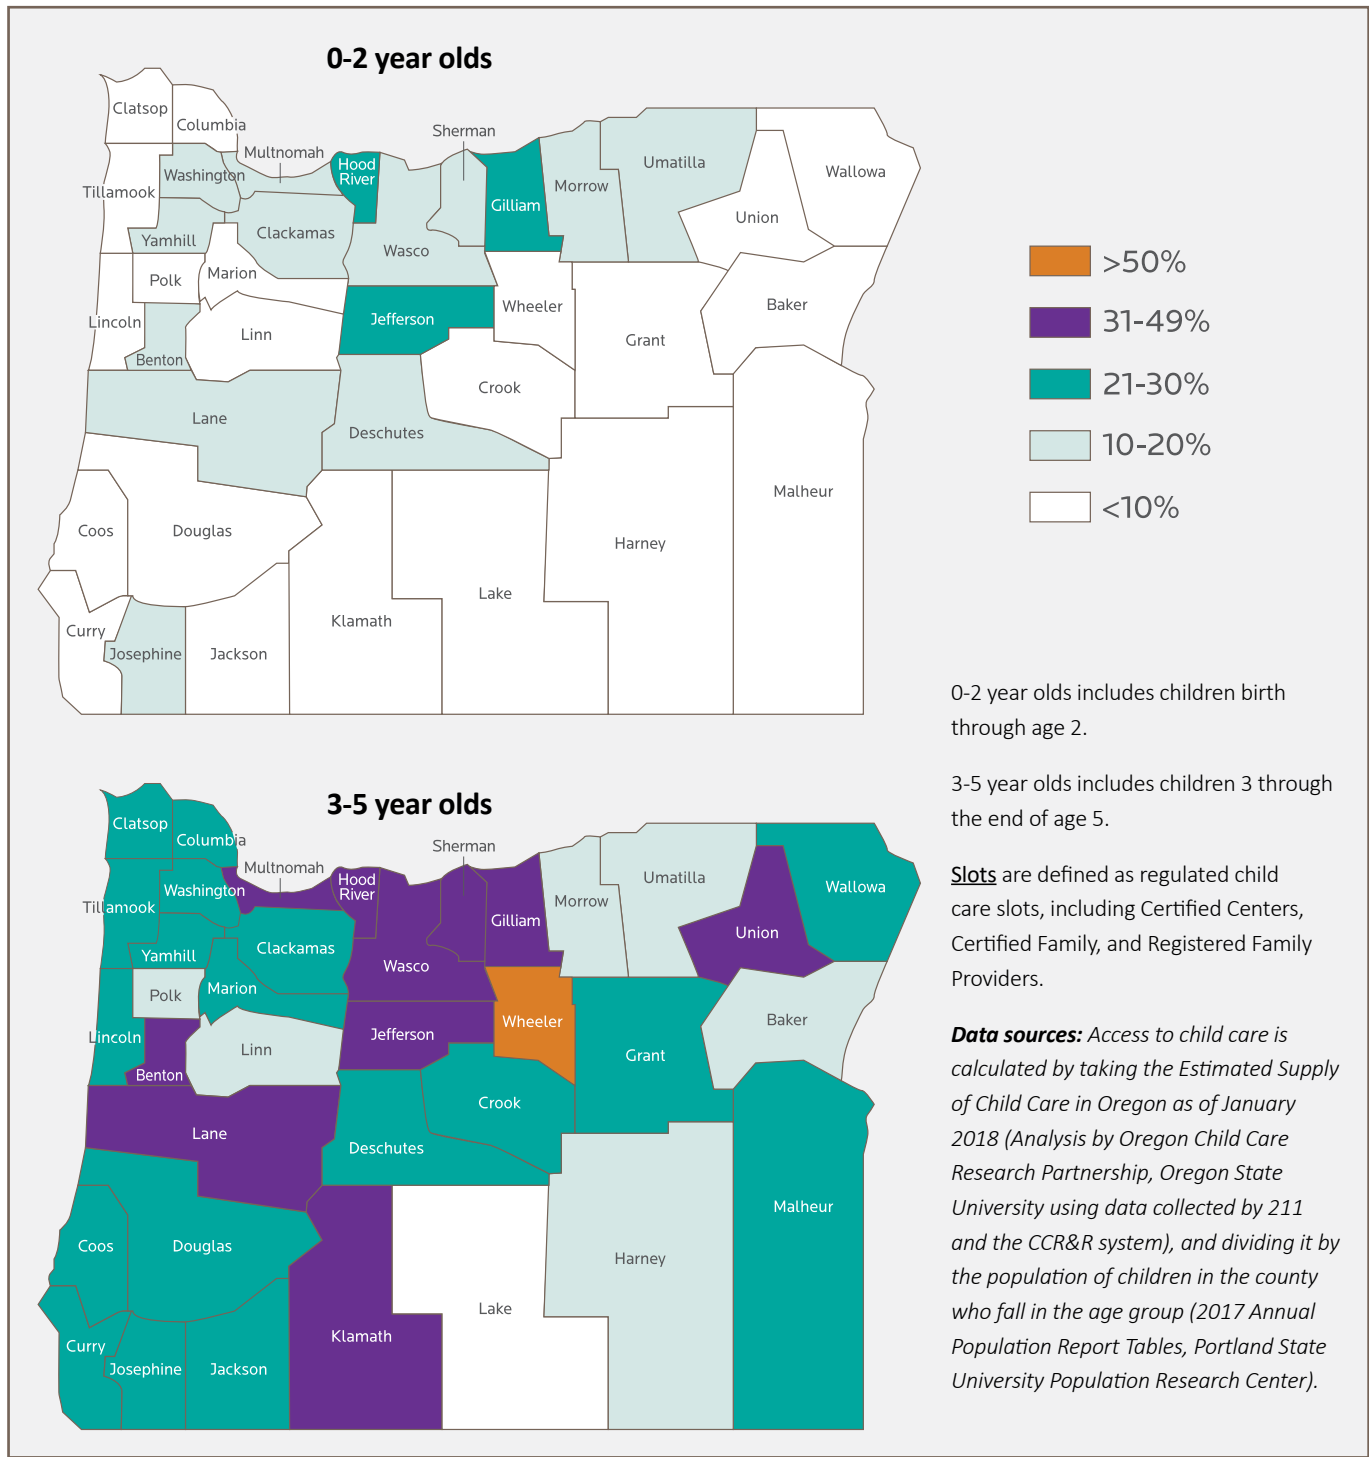 0-2 year olds
Clatsop
Columbia
Sherman
Multnomah
Hood
River
Washington
Tillamook
Umatilla
Wallowa
Morrow
Gilliam
Union
Yamhill
Clackamas
Wasco
Marion
Polk
Wheeler
Baker
Lincoln
Jefferson
Linn
Grant
Benton
Crook
Lane
Deschutes
Malheur
Coos
Douglas
Harney
Lake
Klamath
Curry
Josephine
Jackson
>50%
31-49%
21-30%
10-20%
<10%
0-2 year olds includes children birth
through age 2.
3-5 year olds includes children 3 through
the end of age 5.
Slots are defined as regulated child
care slots, including Certified Centers,
Certified Family, and Registered Family
Providers.
Data sources: Access to child care is
calculated by taking the Estimated Supply
of Child Care in Oregon as of January
2018 (Analysis by Oregon Child Care
Research Partnership, Oregon State
University using data collected by 211
and the CCR&R system), and dividing it by
the population of children in the county
who fall in the age group (2017 Annual
Population Report Tables, Portland State
University Population Research Center).
3-5 year olds
Clatsop
Columbia
Sherman
Multnomah
Hood
River
Washington
Tillamook
Umatilla
Wallowa
Morrow
Gilliam
Union
Yamhill
Clackamas
Wasco
Marion
Polk
Wheeler
Baker
Lincoln
Jefferson
Linn
Grant
Benton
Crook
Lane
Deschutes
Malheur
Coos
Douglas
Harney
Lake
Klamath
Curry
Josephine
Jackson